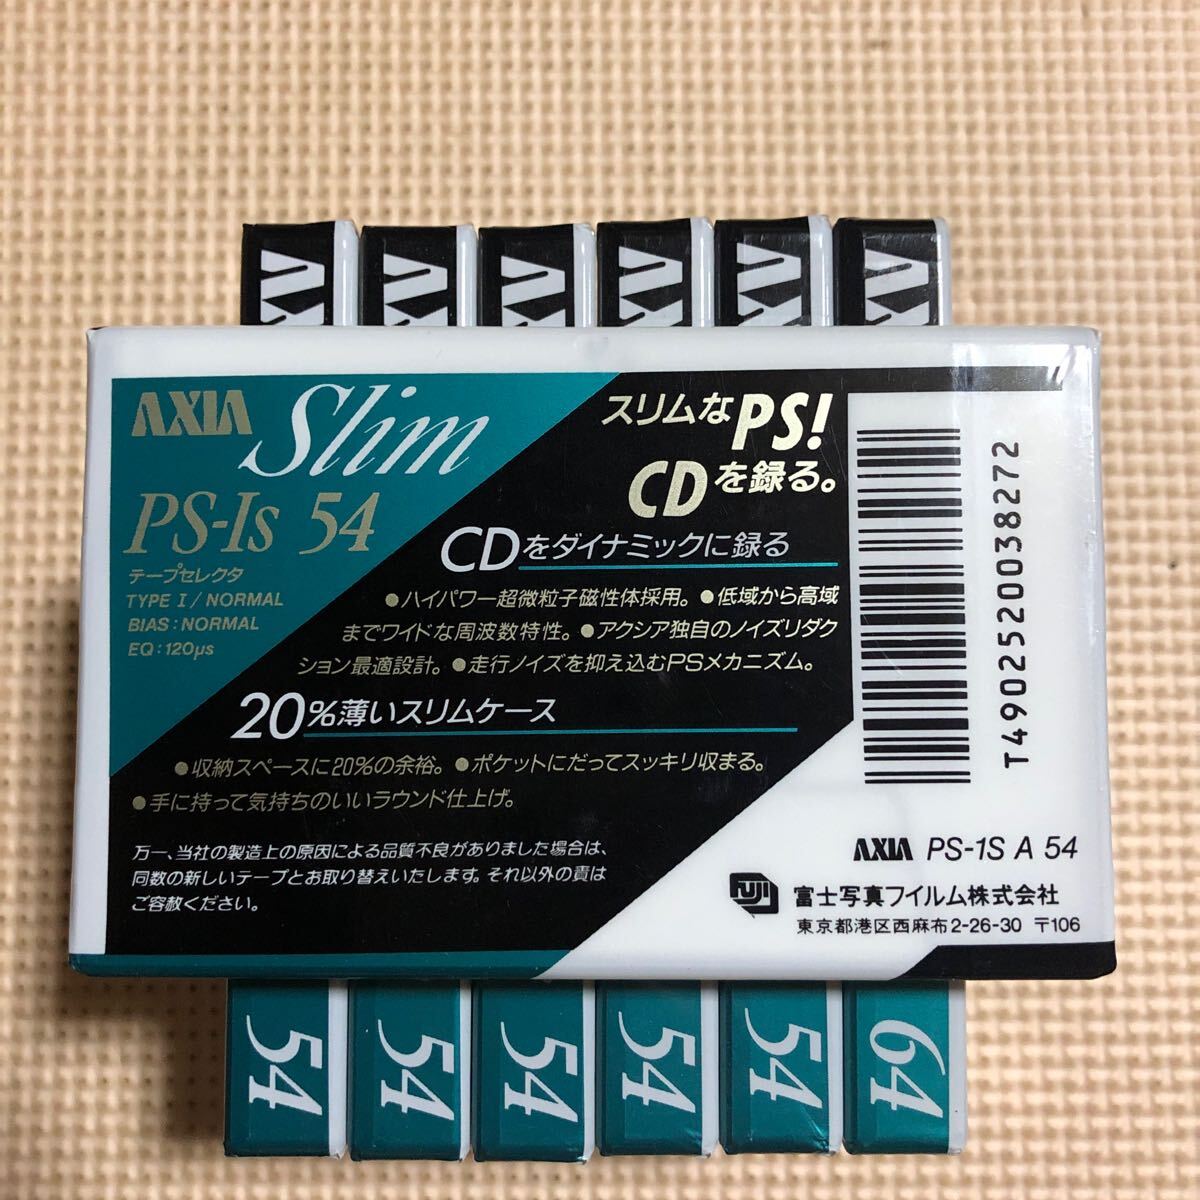 AXIA Slim
PS-Is 54
テープセレクタ
TYPE I / NORMAL
BIAS : NORMAL
EQ : 120μs
スリムなPS!
CDを録る。
CDをダイナミックに録る
●ハイパワー超微粒子磁性体採用。●低域から高域
までワイドな周波数特性。●アクシア独自のノイズリダク
ション最適設計。●走行ノイズを抑え込むPSメカニズム。
20%薄いスリムケース
●収納スペースに20%の余裕。●ポケットにだってスッキリ収まる。
●手に持って気持ちのいいラウンド仕上げ。
万一、当社の製造上の原因による品質不良がありました場合は、
同数の新しいテープとお取り替えいたします。それ以外の責は
ご容赦ください。
T4902520038272
AXIA PS-1S A 54
FUJI 富士写真フイルム株式会社
東京都港区西麻布2-26-30 〒106
54
54
54
54
54
64